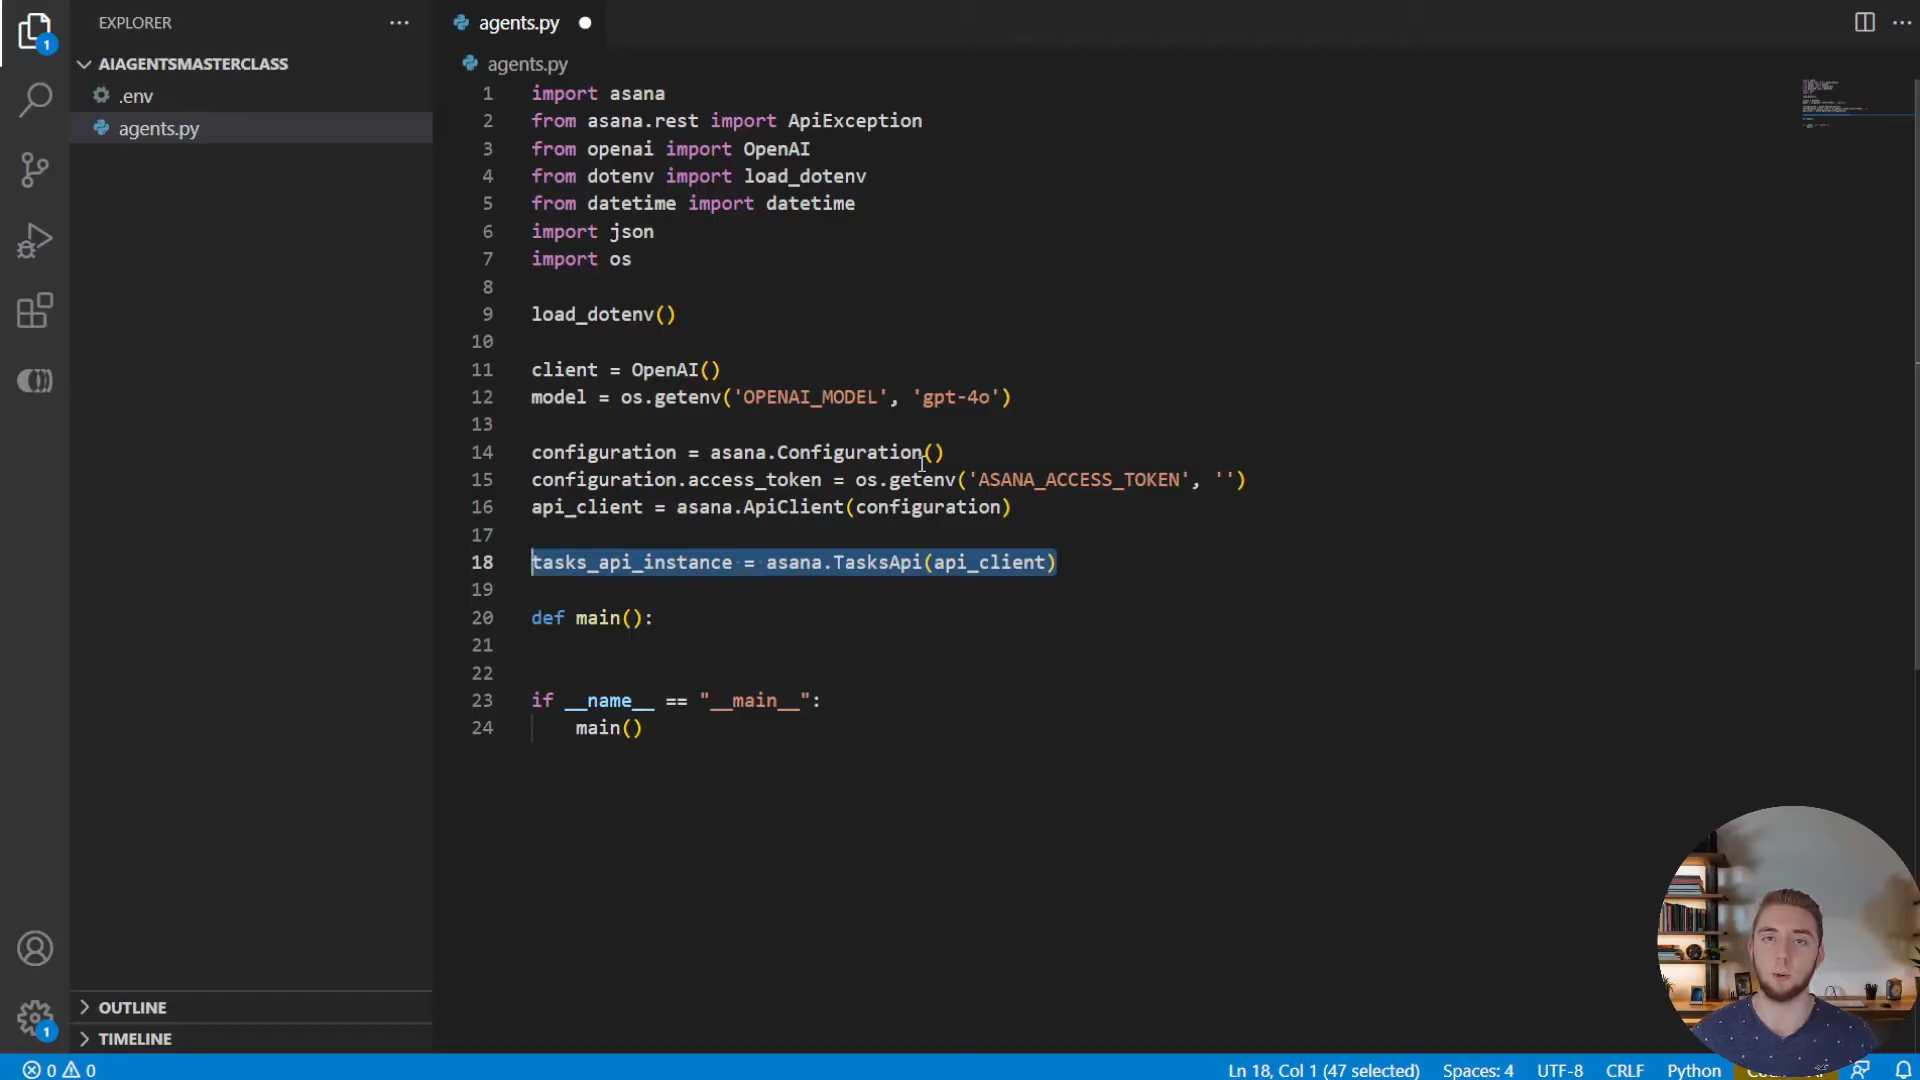 EXPLORER
AIAGENTSMASTERCLASS
.env
agents.py
OUTLINE
TIMELINE
agents.py
agents.py
1 import asana
2 from asana.rest import ApiException
3 from openai import OpenAI
4 from dotenv import load_dotenv
5 from datetime import datetime
6 import json
7 import os
8
9 load_dotenv()
10
11 client = OpenAI()
12 model = os.getenv('OPENAI_MODEL', 'gpt-4o')
13
14 configuration = asana.Configuration()
15 configuration.access_token = os.getenv('ASANA_ACCESS_TOKEN', '')
16 api_client = asana.ApiClient(configuration)
17
18 tasks_api_instance = asana.TasksApi(api_client)
19
20 def main():
21
22
23 if __name__ == "__main__":
24 main()
1
1
0 0 Ln 18, Col 1 (47 selected) Spaces: 4 UTF-8 CRLF Python